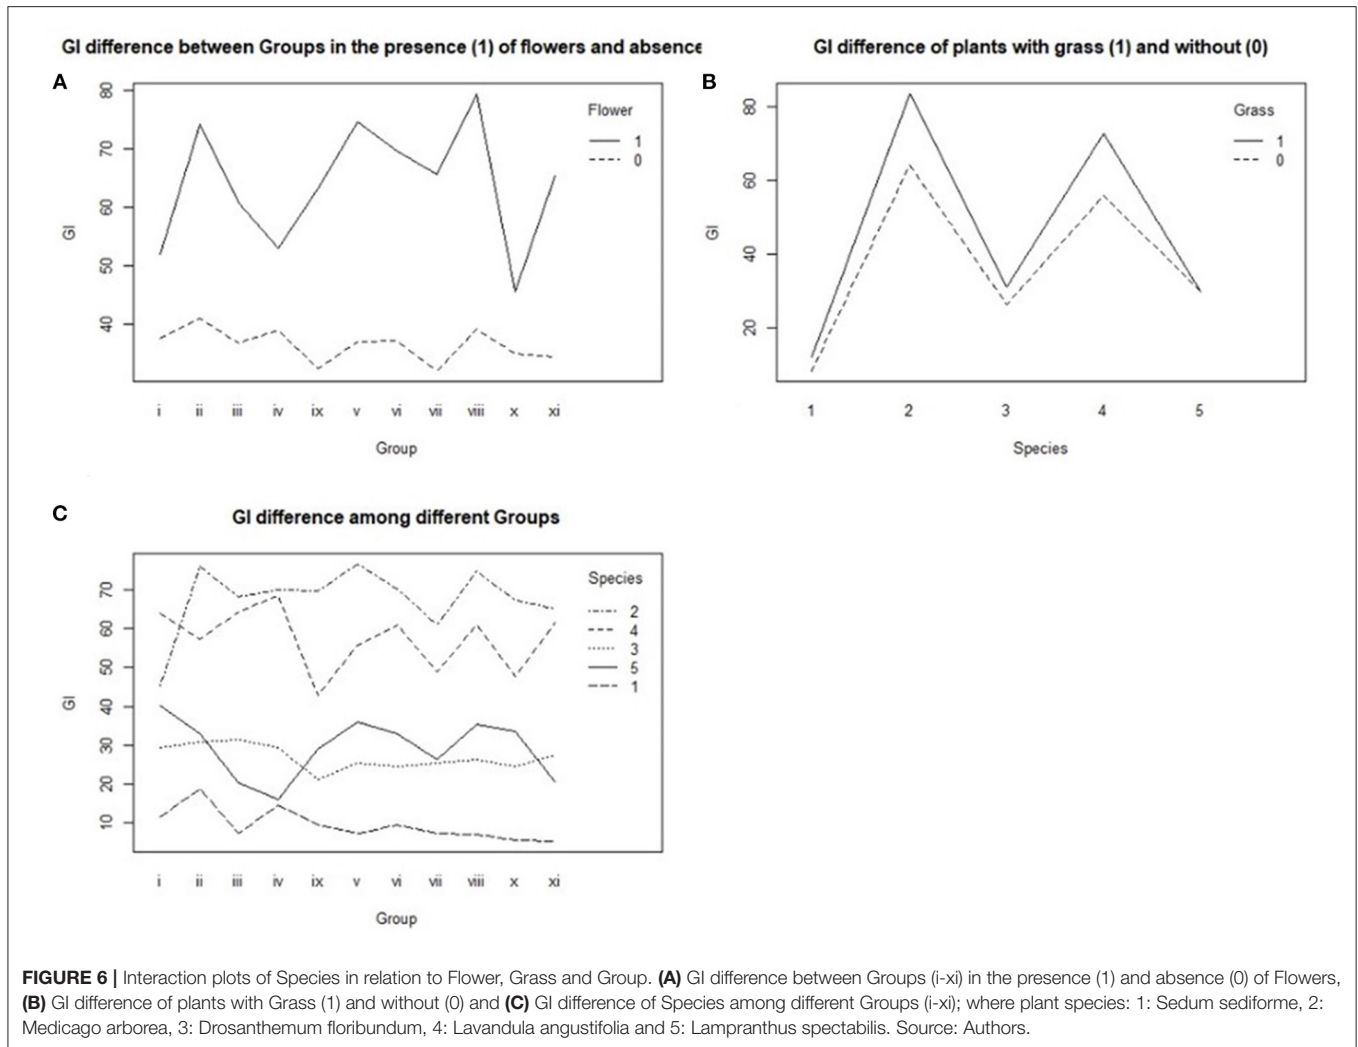 GI difference between Groups in the presence (1) of flowers and absence
A
80
70
60
50
40
GI
Flower
1
0
i ii iii iv ix v vi vii viii x xi
Group
GI difference of plants with grass (1) and without (0)
B
80
60
40
20
GI
Grass
1
0
1 2 3 4 5
Species
C
GI difference among different Groups
70
60
50
40
30
20
10
GI
Species
2
4
3
5
1
i ii iii iv ix v vi vii viii x xi
Group
FIGURE 6 | Interaction plots of Species in relation to Flower, Grass and Group. (A) GI difference between Groups (i-xi) in the presence (1) and absence (0) of Flowers,
(B) GI difference of plants with Grass (1) and without (0) and (C) GI difference of Species among different Groups (i-xi); where plant species: 1: Sedum sediforme, 2:
Medicago arborea, 3: Drosanthemum floribundum, 4: Lavandula angustifolia and 5: Lampranthus spectabilis. Source: Authors.